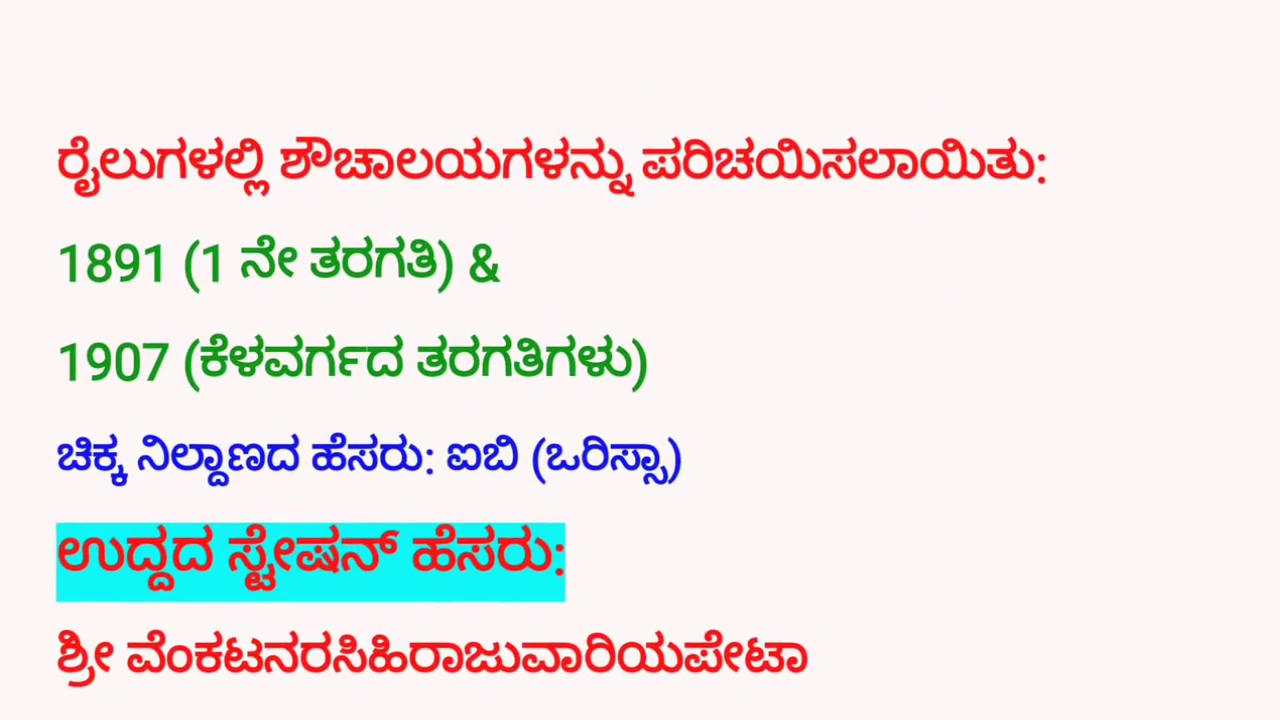 ರೈಲುಗಳಲ್ಲಿ ಶೌಚಾಲಯಗಳನ್ನು ಪರಿಚಯಿಸಲಾಯಿತು:
1891 (1 ನೇ ತರಗತಿ) &
1907 (ಕೆಳವರ್ಗದ ತರಗತಿಗಳು)
ಚಿಕ್ಕ ನಿಲ್ದಾಣದ ಹೆಸರು: ಐಬಿ (ಒರಿಸ್ಸಾ)
ಉದ್ದದ ಸ್ಟೇಷನ್ ಹೆಸರು:
ಶ್ರೀ ವೆಂಕಟನರಸಿಹಿರಾಜುವಾರಿಯಪೇಟಾ